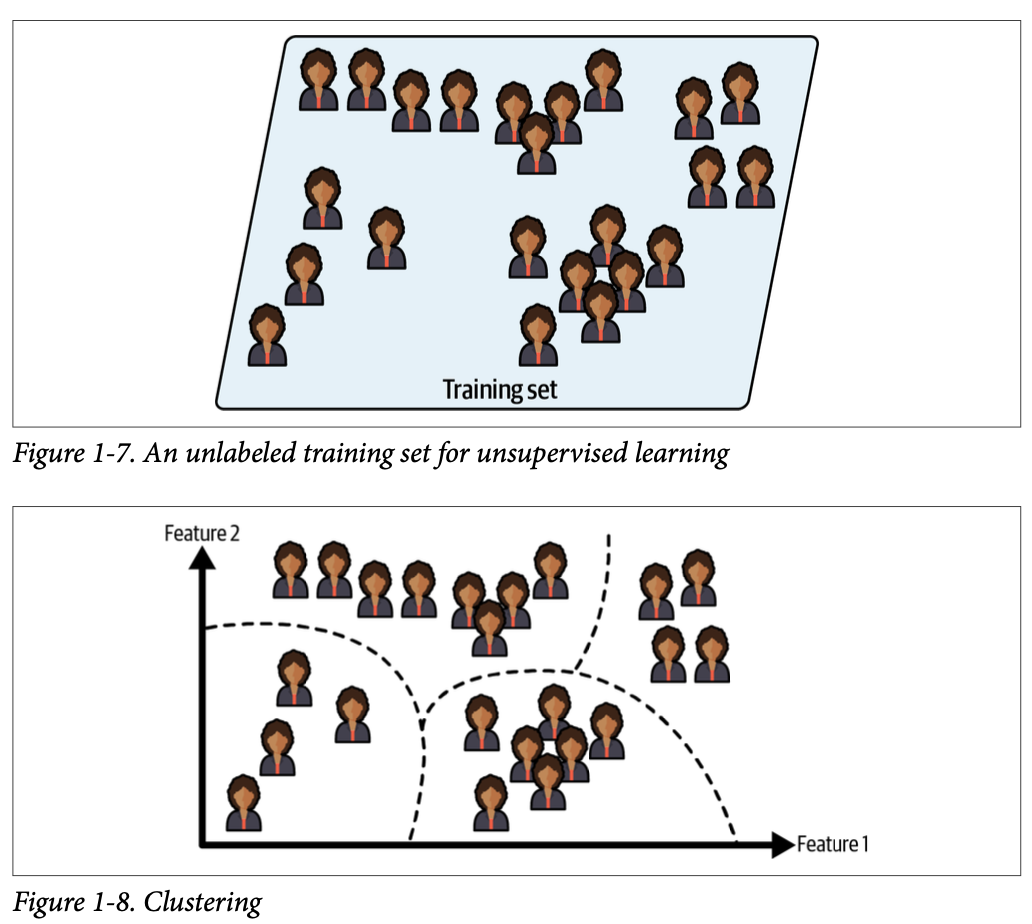 Training set
Figure 1-7. An unlabeled training set for unsupervised learning
Feature 2
Feature 1
Figure 1-8. Clustering